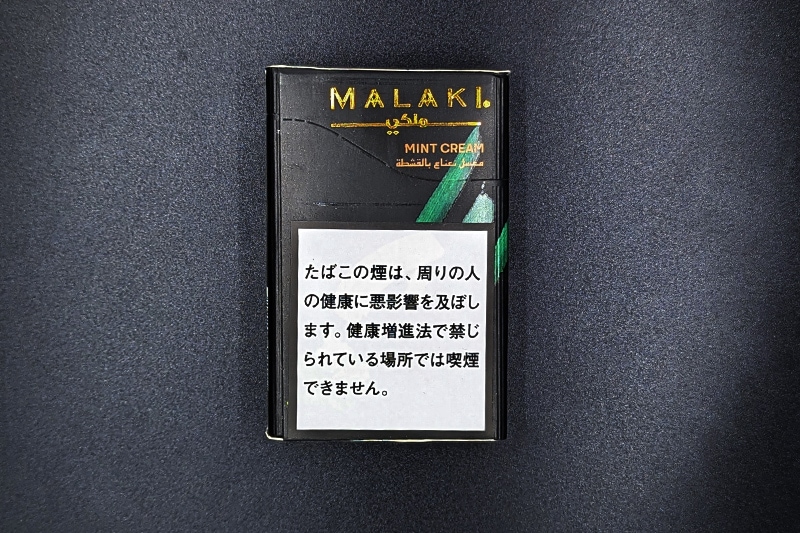 MALAKI
ملكي
MINT CREAM
معسل نعناع بالقشطة
たばこの煙は、周りの人
の健康に悪影響を及ぼし
ます。健康増進法で禁じ
られている場所では喫煙
できません。